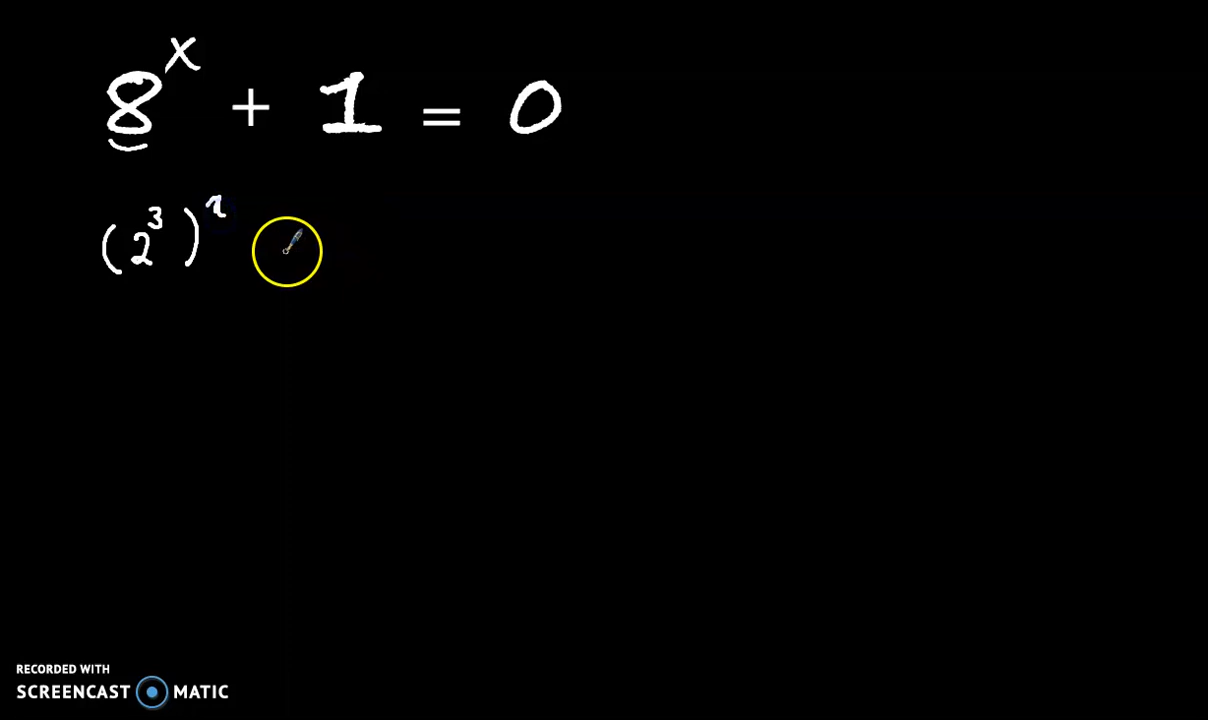 8^x + 1 = 0
(2^3)^x
RECORDED WITH
SCREENCAST MATIC